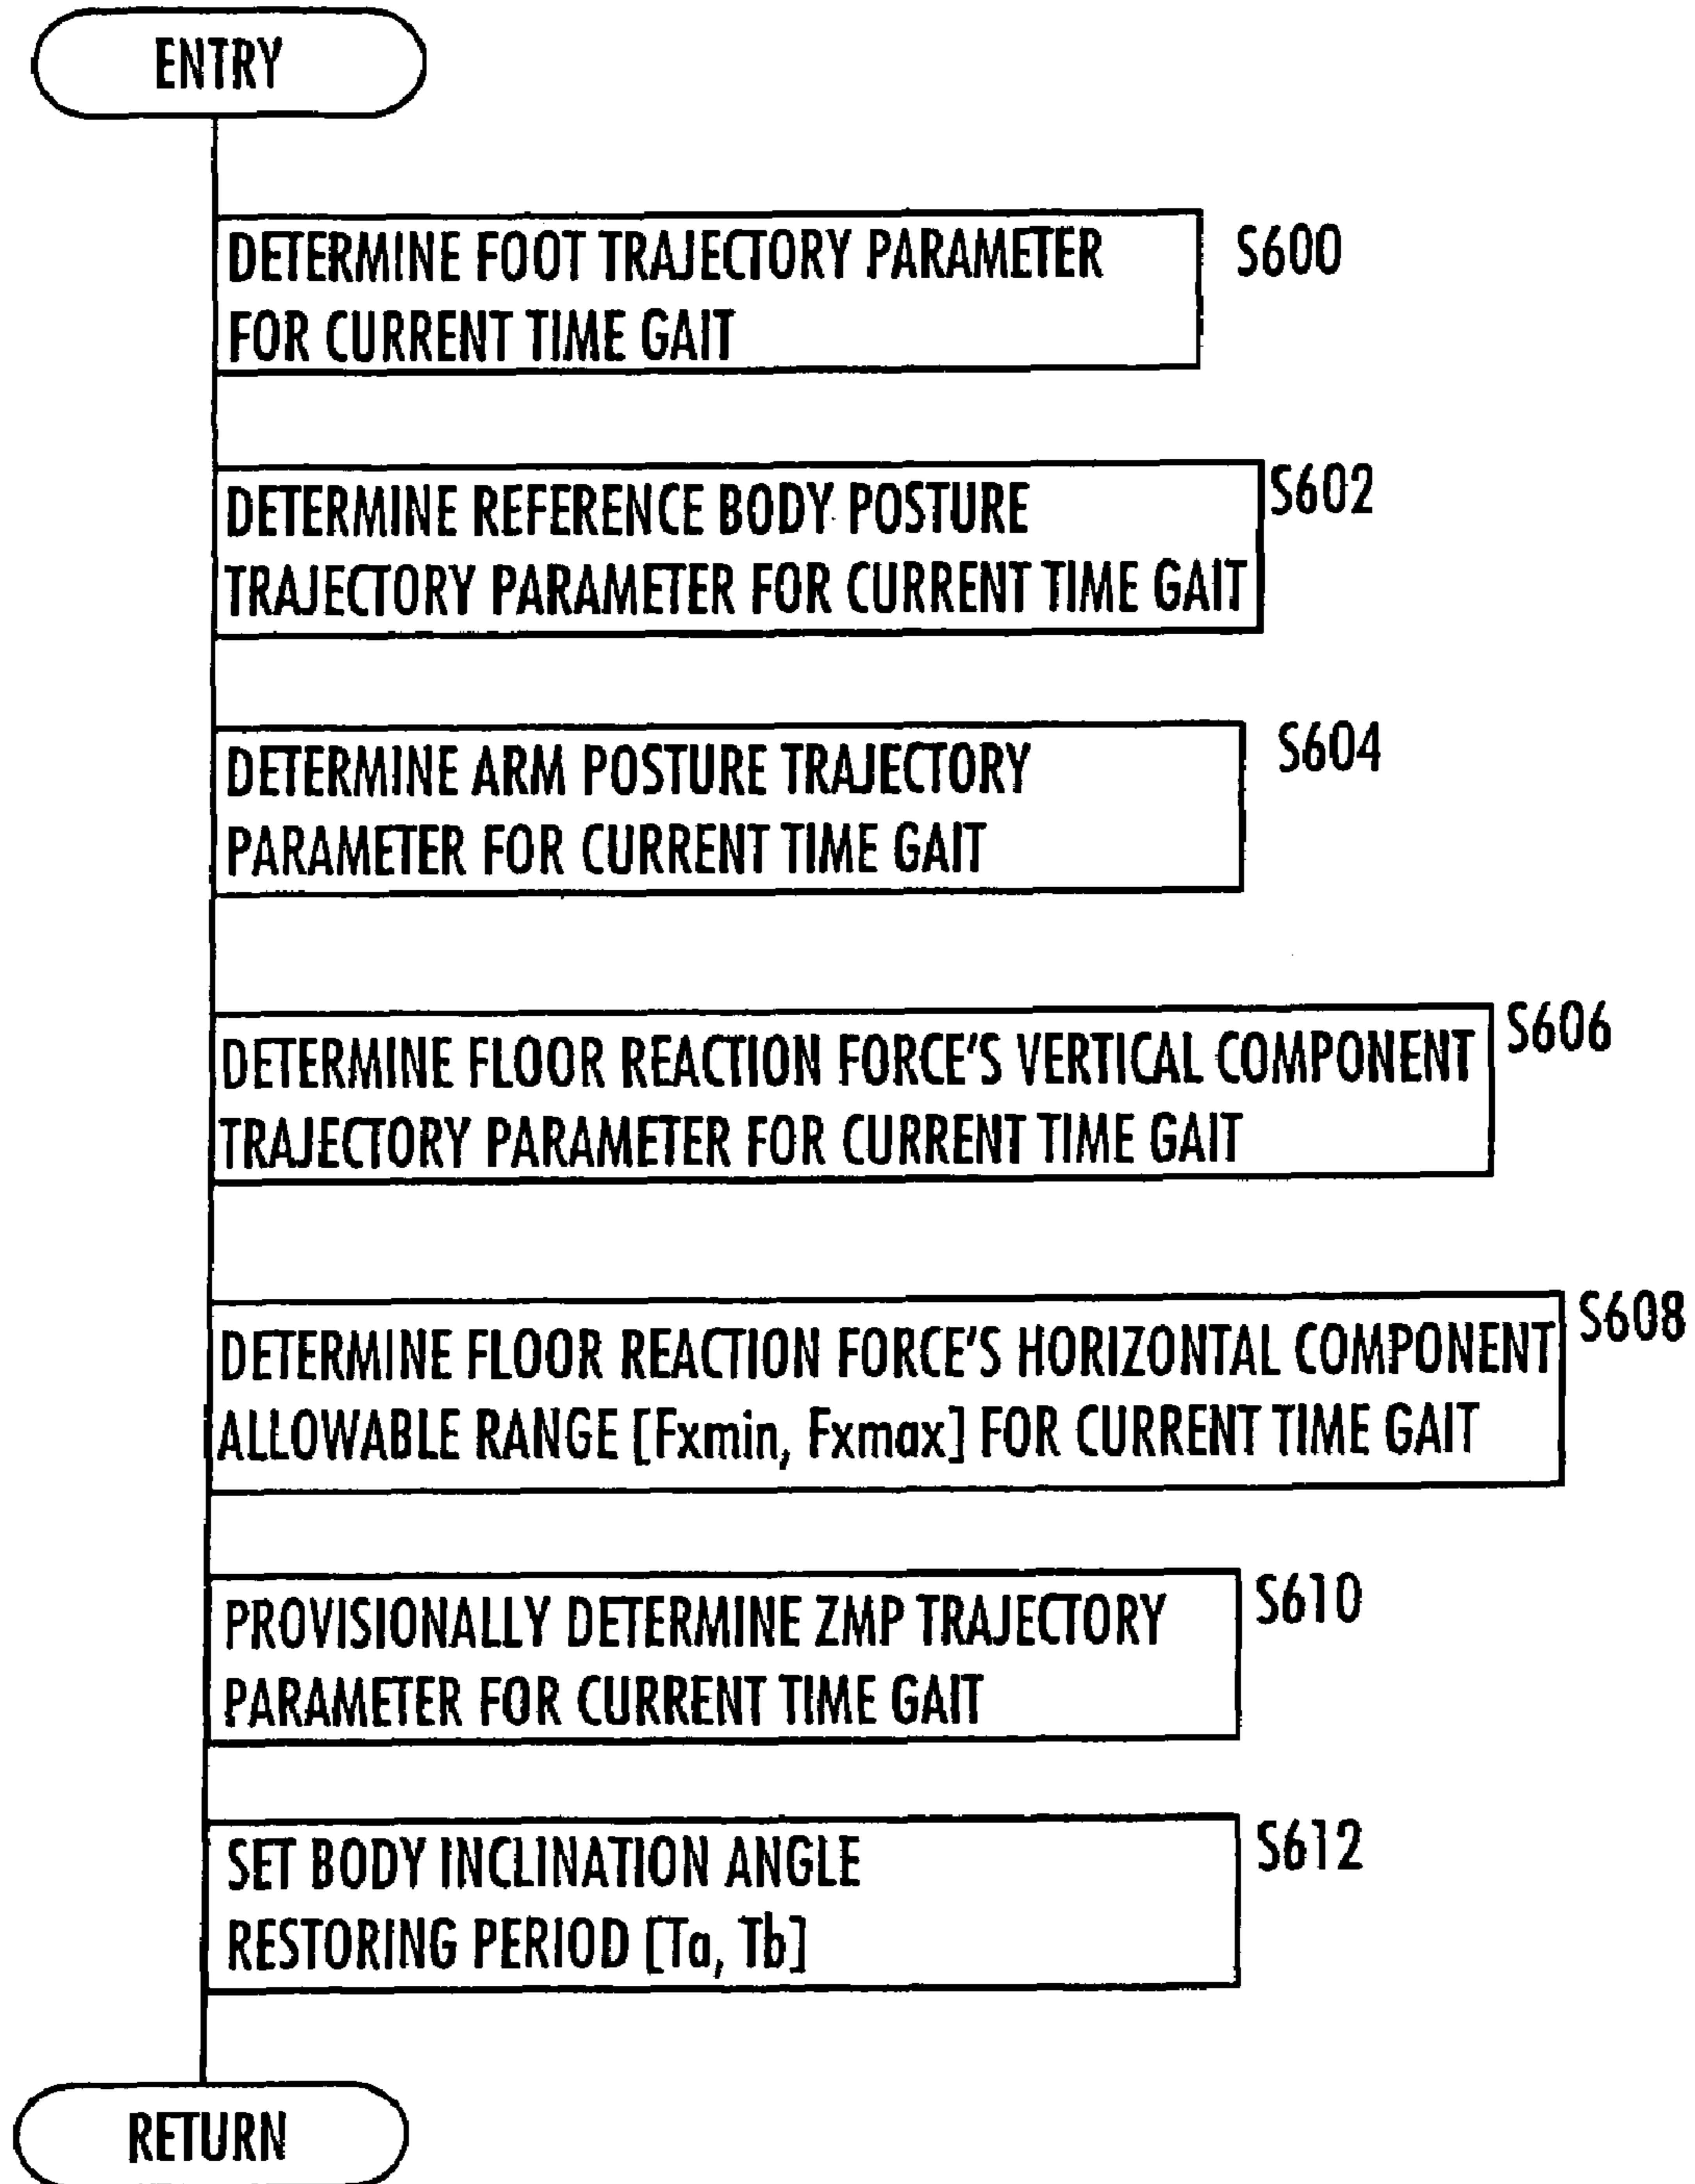 ENTRY
DETERMINE FOOT TRAJECTORY PARAMETER
FOR CURRENT TIME GAIT
S600
DETERMINE REFERENCE BODY POSTURE
TRAJECTORY PARAMETER FOR CURRENT TIME GAIT
S602
DETERMINE ARM POSTURE TRAJECTORY
PARAMETER FOR CURRENT TIME GAIT
S604
DETERMINE FLOOR REACTION FORCE'S VERTICAL COMPONENT
TRAJECTORY PARAMETER FOR CURRENT TIME GAIT
S606
DETERMINE FLOOR REACTION FORCE'S HORIZONTAL COMPONENT
ALLOWABLE RANGE [Fxmin, Fxmax] FOR CURRENT TIME GAIT
S608
PROVISIONALLY DETERMINE ZMP TRAJECTORY
PARAMETER FOR CURRENT TIME GAIT
S610
SET BODY INCLINATION ANGLE
RESTORING PERIOD [Ta, Tb]
S612
RETURN